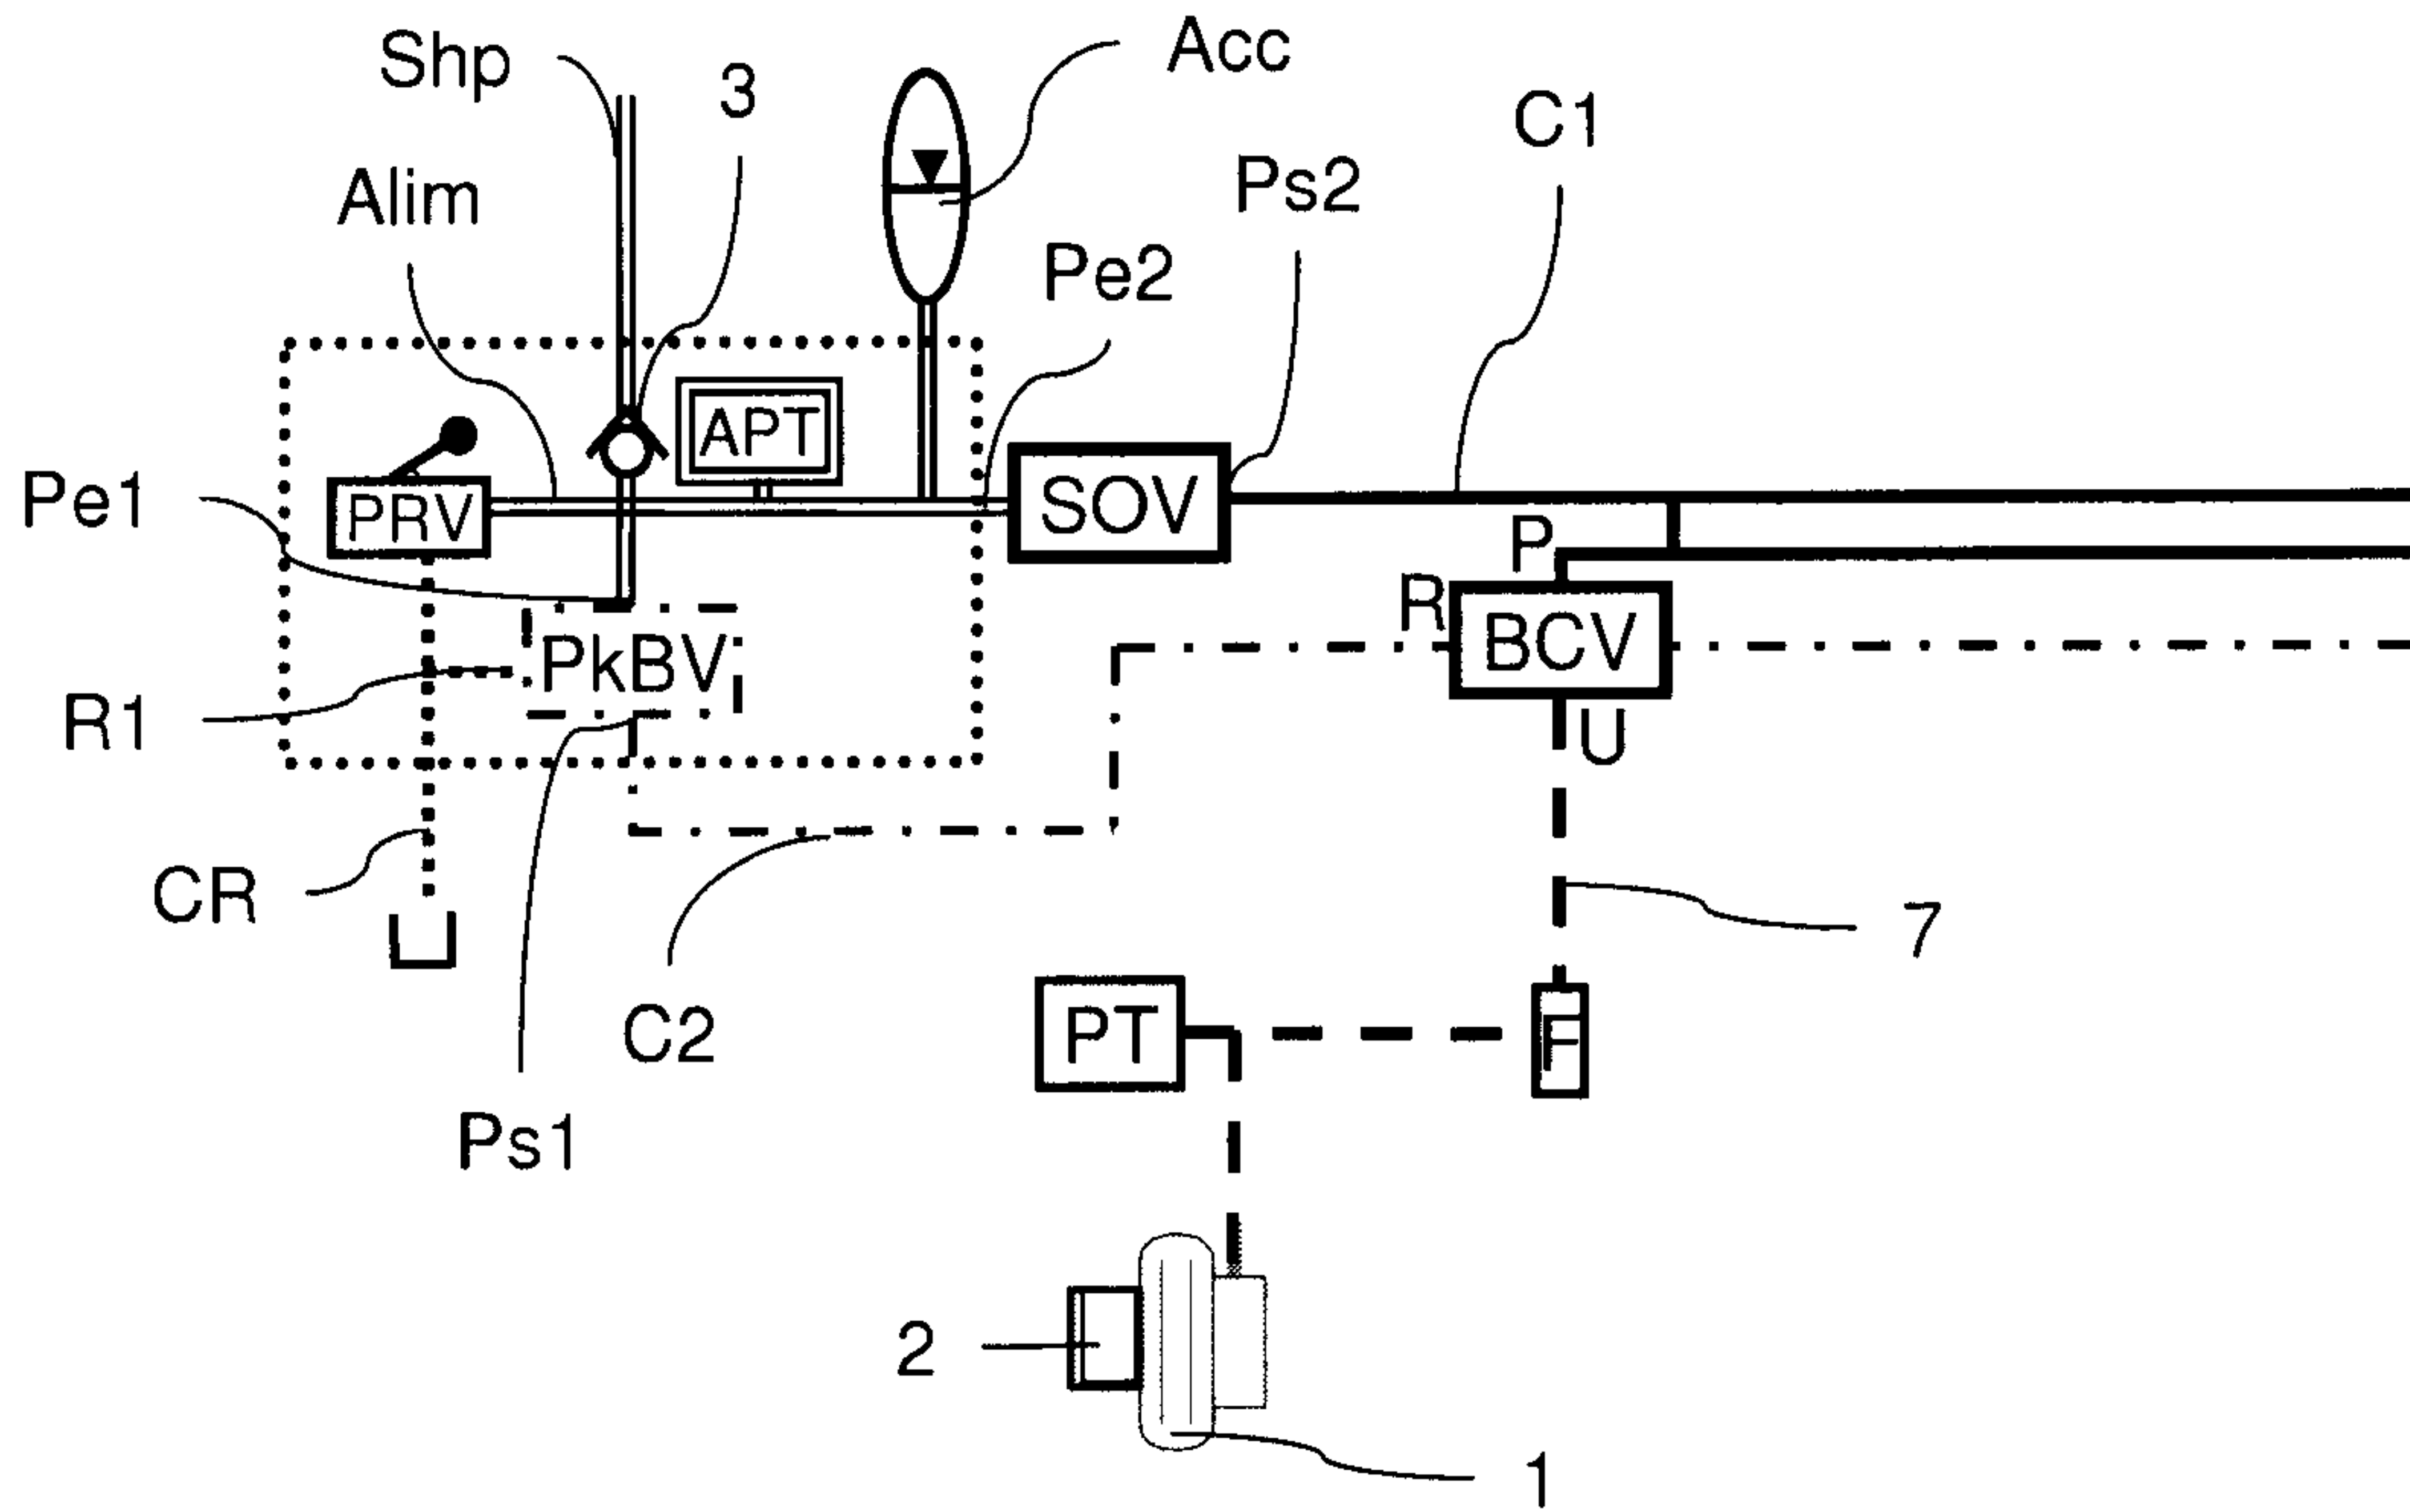 Shp
3
Acc
C1
Alim
Ps2
Pe2
APT
Pe1
PRV
SOV
P
R
BCV
PkBV
R1
U
CR
7
C2
PT
F
Ps1
2
1